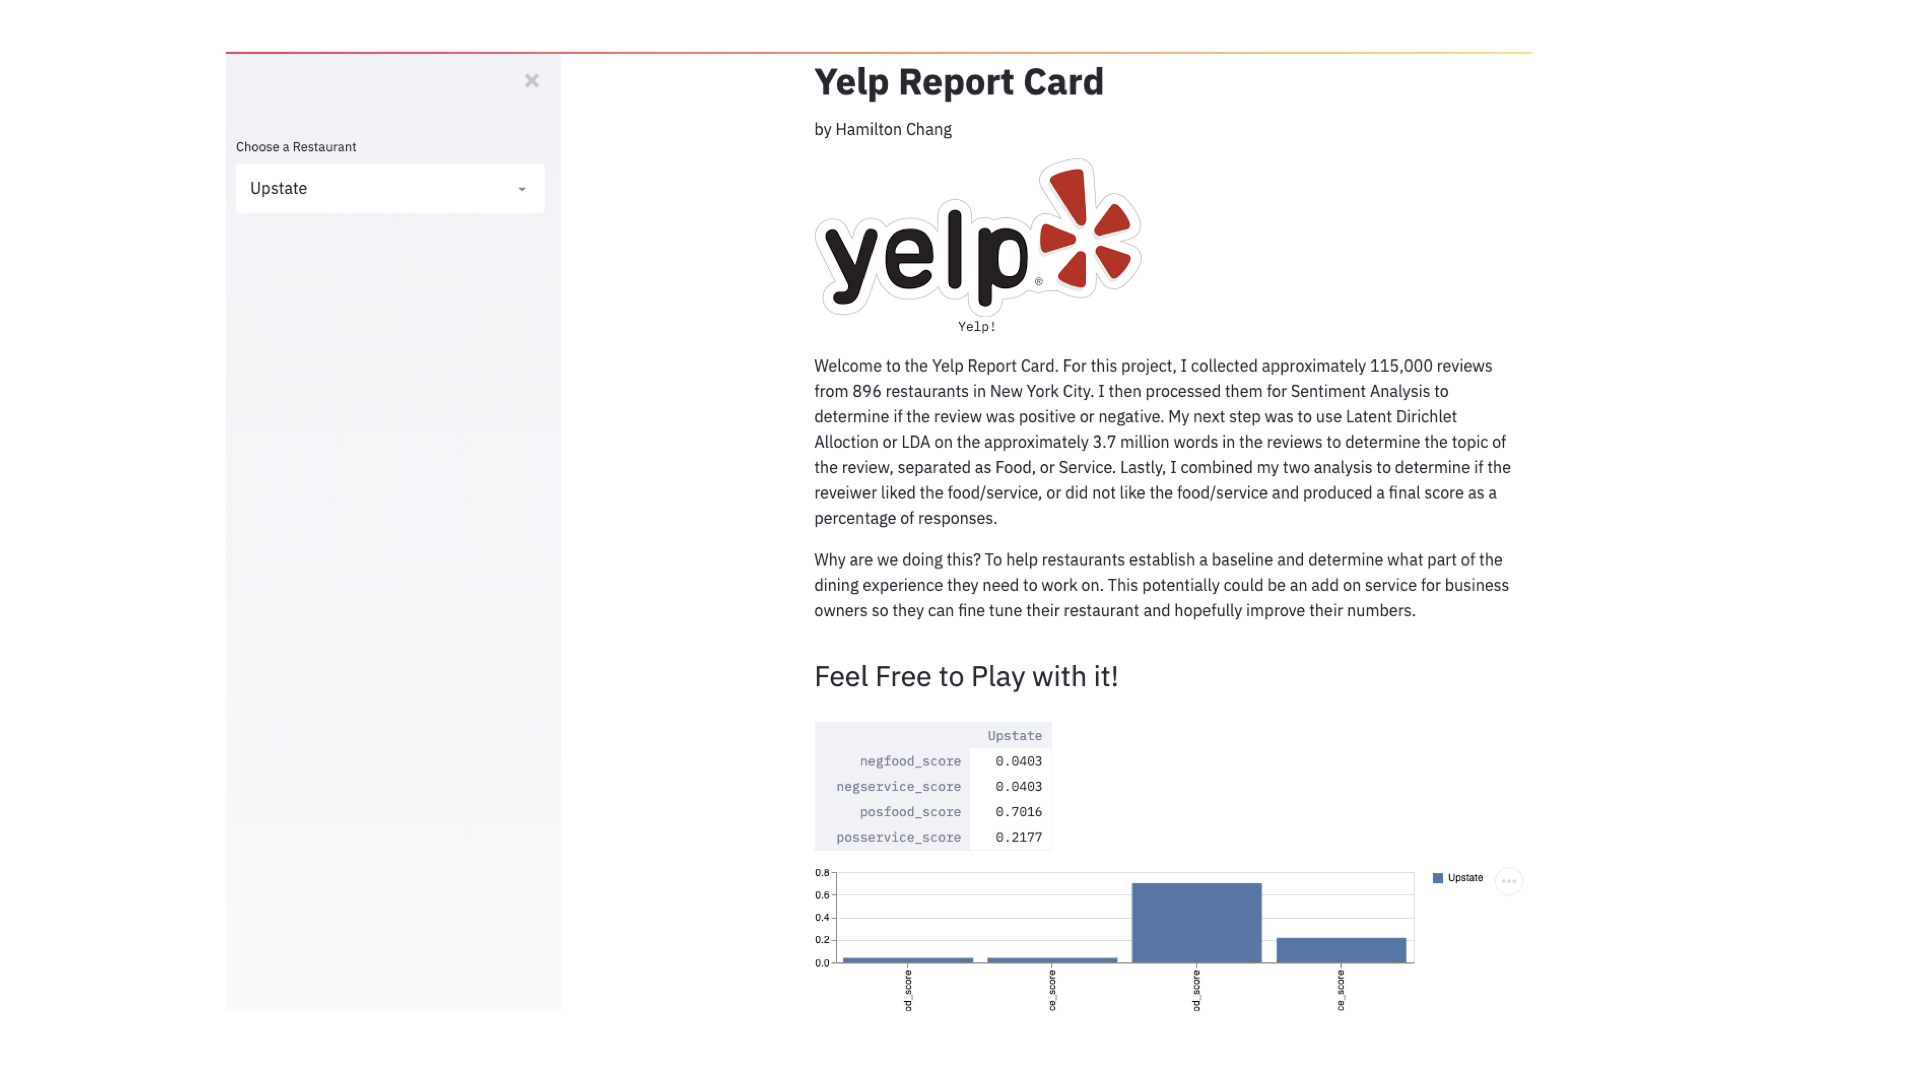 ×
Choose a Restaurant
Upstate
Yelp Report Card
by Hamilton Chang
yelp
®
Yelp!
Welcome to the Yelp Report Card. For this project, I collected approximately 115,000 reviews
from 896 restaurants in New York City. I then processed them for Sentiment Analysis to
determine if the review was positive or negative. My next step was to use Latent Dirichlet
Alloction or LDA on the approximately 3.7 million words in the reviews to determine the topic of
the review, separated as Food, or Service. Lastly, I combined my two analysis to determine if the
reveiwer liked the food/service, or did not like the food/service and produced a final score as a
percentage of responses.
Why are we doing this? To help restaurants establish a baseline and determine what part of the
dining experience they need to work on. This potentially could be an add on service for business
owners so they can fine tune their restaurant and hopefully improve their numbers.
Feel Free to Play with it!
Upstate
negfood_score 0.0403
negservice_score 0.0403
posfood_score 0.7016
posservice_score 0.2177
0.8
0.6
0.4
0.2
0.0
od_score
ce_score
od_score
ce_score
Upstate